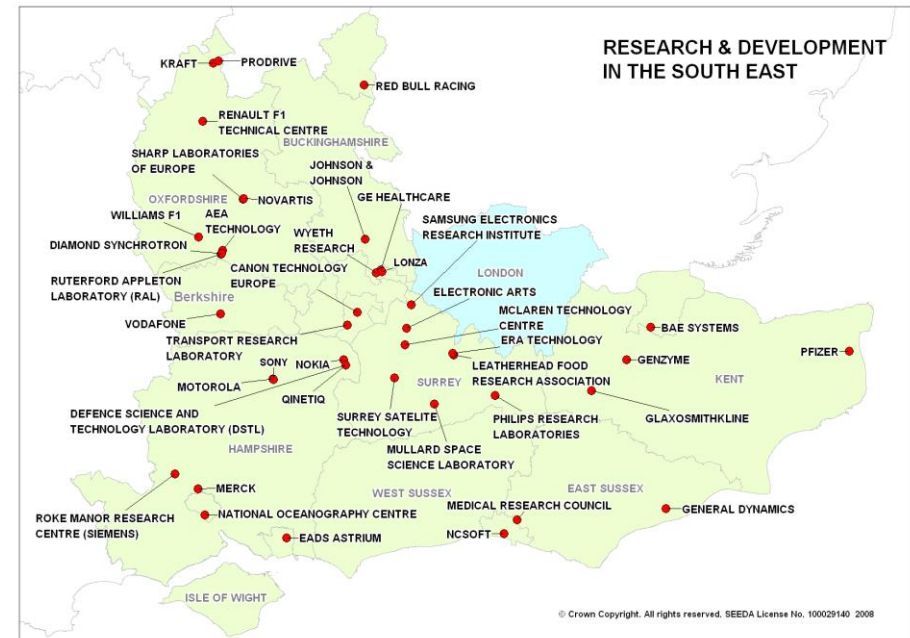 RESEARCH & DEVELOPMENT
IN THE SOUTH EAST
KRAFT
PRODRIVE
RED BULL RACING
RENAULT F1
TECHNICAL CENTRE
BUCKINGHAMSHIRE
SHARP LABORATORIES
OF EUROPE
JOHNSON &
JOHNSON
GE HEALTHCARE
OXFORDSHIRE
NOVARTIS
SAMSUNG ELECTRONICS
RESEARCH INSTITUTE
WILLIAMS F1
AEA
TECHNOLOGY
WYETH
RESEARCH
DIAMOND SYNCHROTRON
LONZA
CANON TECHNOLOGY
EUROPE
LONDON
RUTERFORD APPLETON
LABORATORY (RAL)
ELECTRONIC ARTS
Berkshire
MCLAREN TECHNOLOGY
CENTRE
VODAFONE
BAE SYSTEMS
TRANSPORT RESEARCH
LABORATORY
ERA TECHNOLOGY
PFIZER
SONY
NOKIA
LEATHERHEAD FOOD
RESEARCH ASSOCIATION
GENZYME
KENT
MOTOROLA
SURREY
QINETIQ
DEFENCE SCIENCE AND
TECHNOLOGY LABORATORY (DSTL)
SURREY SATELITE
TECHNOLOGY
PHILIPS RESEARCH
LABORATORIES
GLAXOSMITHKLINE
HAMPSHIRE
MULLARD SPACE
SCIENCE LABORATORY
MERCK
WEST SUSSEX
EAST SUSSEX
MEDICAL RESEARCH COUNCIL
GENERAL DYNAMICS
ROKE MANOR RESEARCH
CENTRE (SIEMENS)
NATIONAL OCEANOGRAPHY CENTRE
EADS ASTRIUM
NCSOFT
ISLE OF WIGHT
© Crown Copyright. All rights reserved. SEEDA License No. 100029140 2008